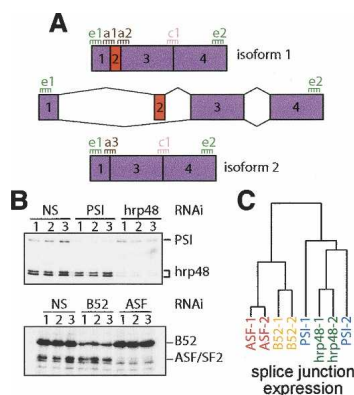 A
e1 a1 a2 c1 e2
1 2 3 4 isoform 1
e1 e2
1 2 3 4
e1 a3 c1 e2
1 3 4 isoform 2
B
NS PSI hrp48 RNAi
1 2 3 1 2 3 1 2 3
PSI
hrp48
NS B52 ASF RNAi
1 2 3 1 2 3 1 2 3
B52
ASF/SF2
C
ASF-1
ASF-2
B52-1
B52-2
PSI-1
hrp48-1
hrp48-2
PSI-2
splice junction
expression